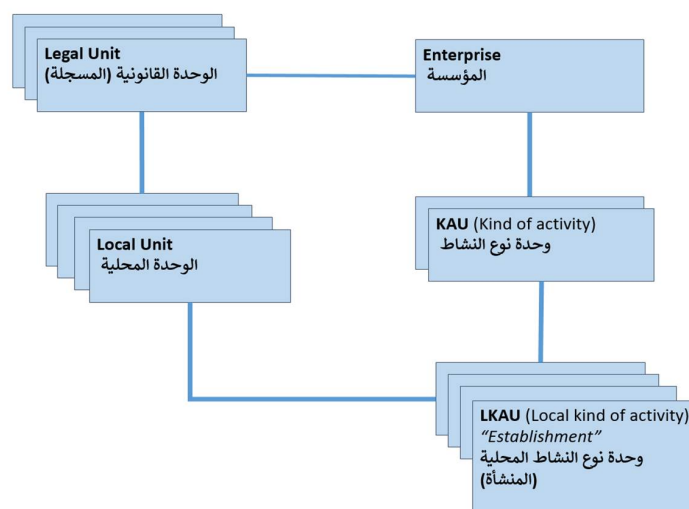 Legal Unit
الوحدة القانونية (المسجلة)
Enterprise
المؤسسة
Local Unit
الوحدة المحلية
KAU (Kind of activity)
وحدة نوع النشاط
LKAU (Local kind of activity)
“Establishment”
وحدة نوع النشاط المحلية
(المنشأة)